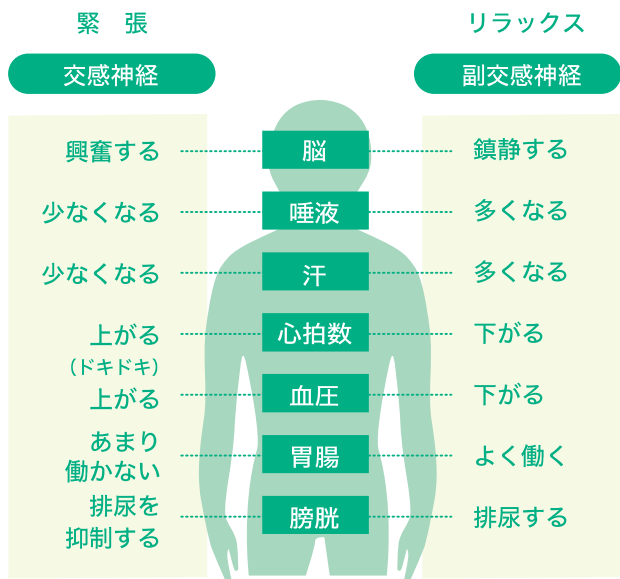 緊 張
リラックス
交感神経
副交感神経
興奮する
脳
鎮静する
少なくなる
唾液
多くなる
少なくなる
汗
多くなる
上がる
(ドキドキ)
心拍数
下がる
上がる
血圧
下がる
あまり
働かない
胃腸
よく働く
排尿を
抑制する
膀胱
排尿する